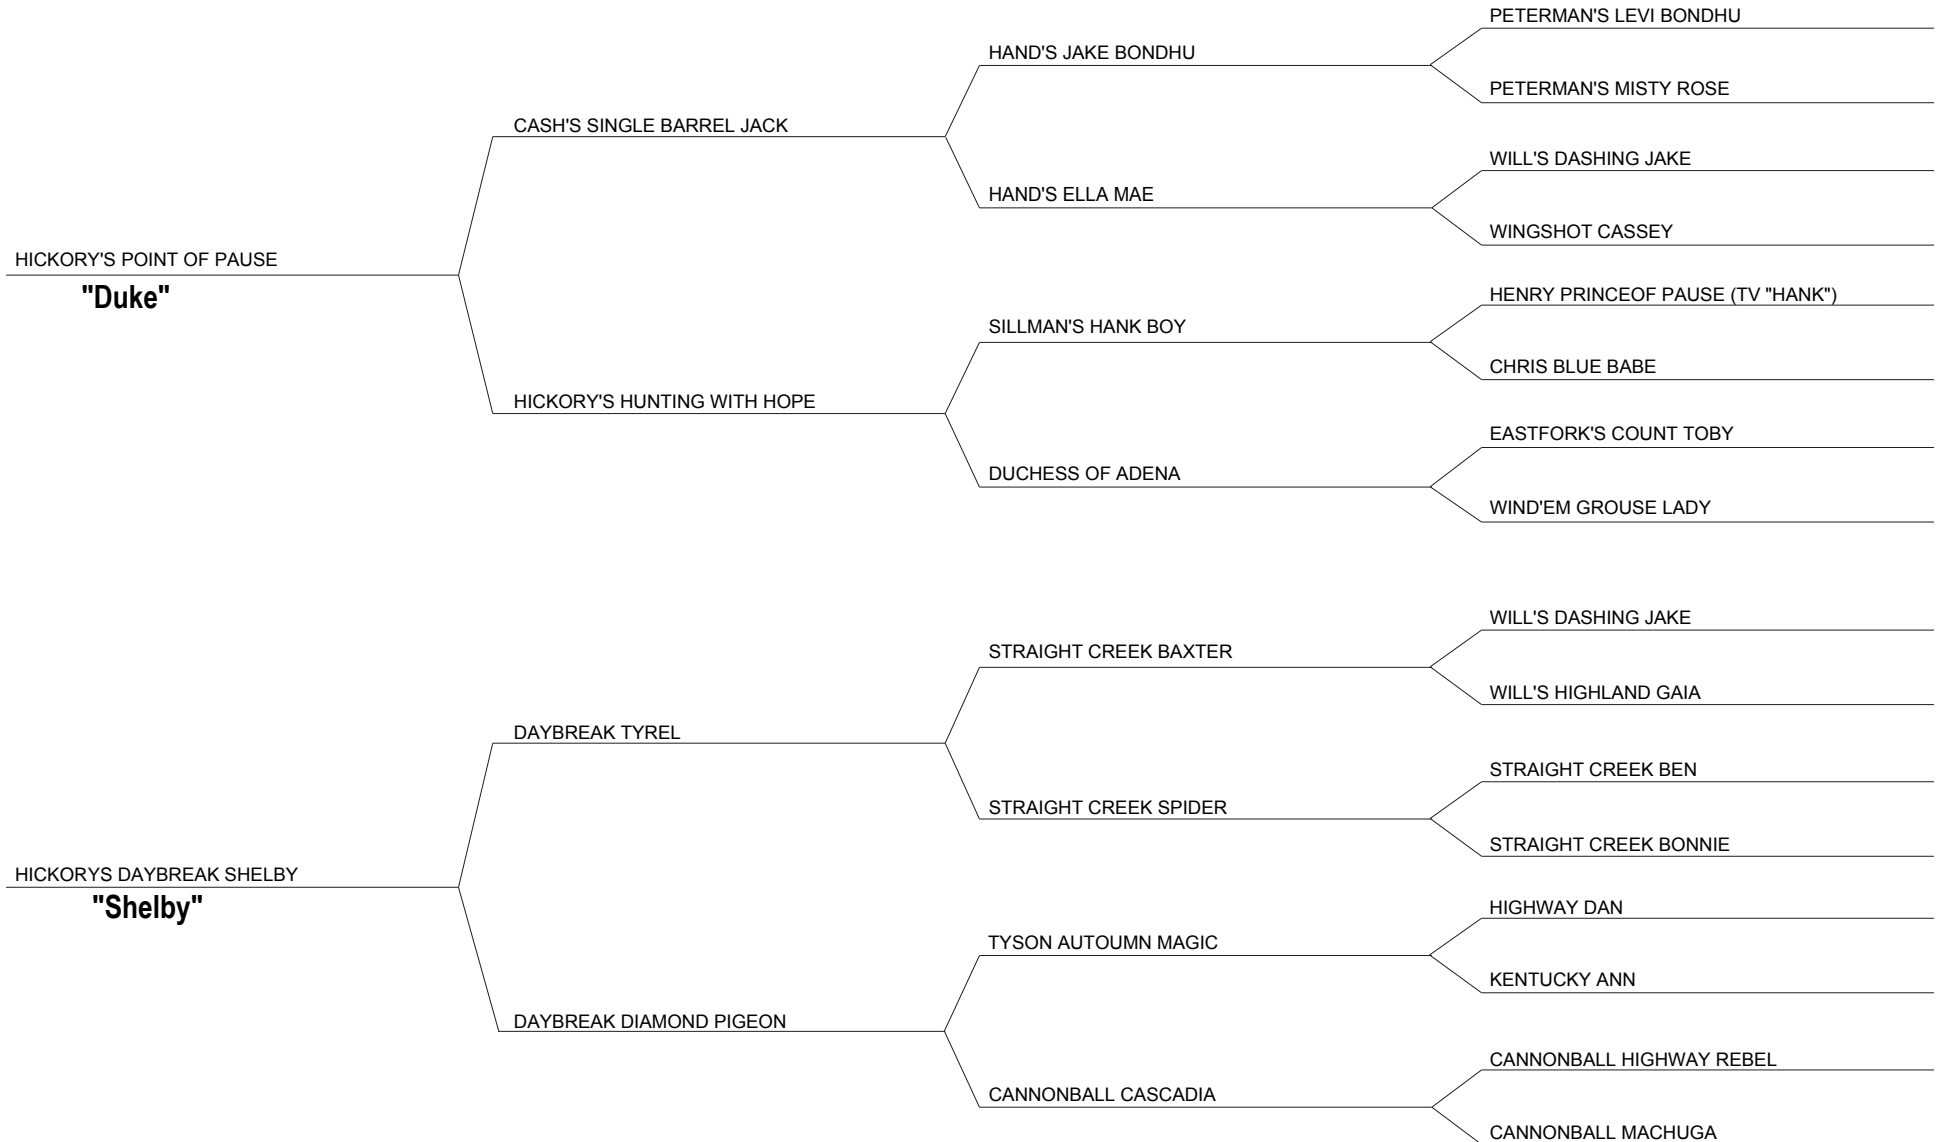 PETERMAN'S LEVI BONDHU
HAND'S JAKE BONDHU
PETERMAN'S MISTY ROSE
CASH'S SINGLE BARREL JACK
WILL'S DASHING JAKE
HAND'S ELLA MAE
WINGSHOT CASSEY
HICKORY'S POINT OF PAUSE
"Duke"
HENRY PRINCEOF PAUSE (TV "HANK")
SILLMAN'S HANK BOY
CHRIS BLUE BABE
HICKORY'S HUNTING WITH HOPE
EASTFORK'S COUNT TOBY
DUCHESS OF ADENA
WIND'EM GROUSE LADY
WILL'S DASHING JAKE
STRAIGHT CREEK BAXTER
WILL'S HIGHLAND GAIA
DAYBREAK TYREL
STRAIGHT CREEK BEN
STRAIGHT CREEK SPIDER
STRAIGHT CREEK BONNIE
HICKORYS DAYBREAK SHELBY
"Shelby"
HIGHWAY DAN
TYSON AUTOUMN MAGIC
KENTUCKY ANN
DAYBREAK DIAMOND PIGEON
CANNONBALL HIGHWAY REBEL
CANNONBALL CASCADIA
CANNONBALL MACHUGA